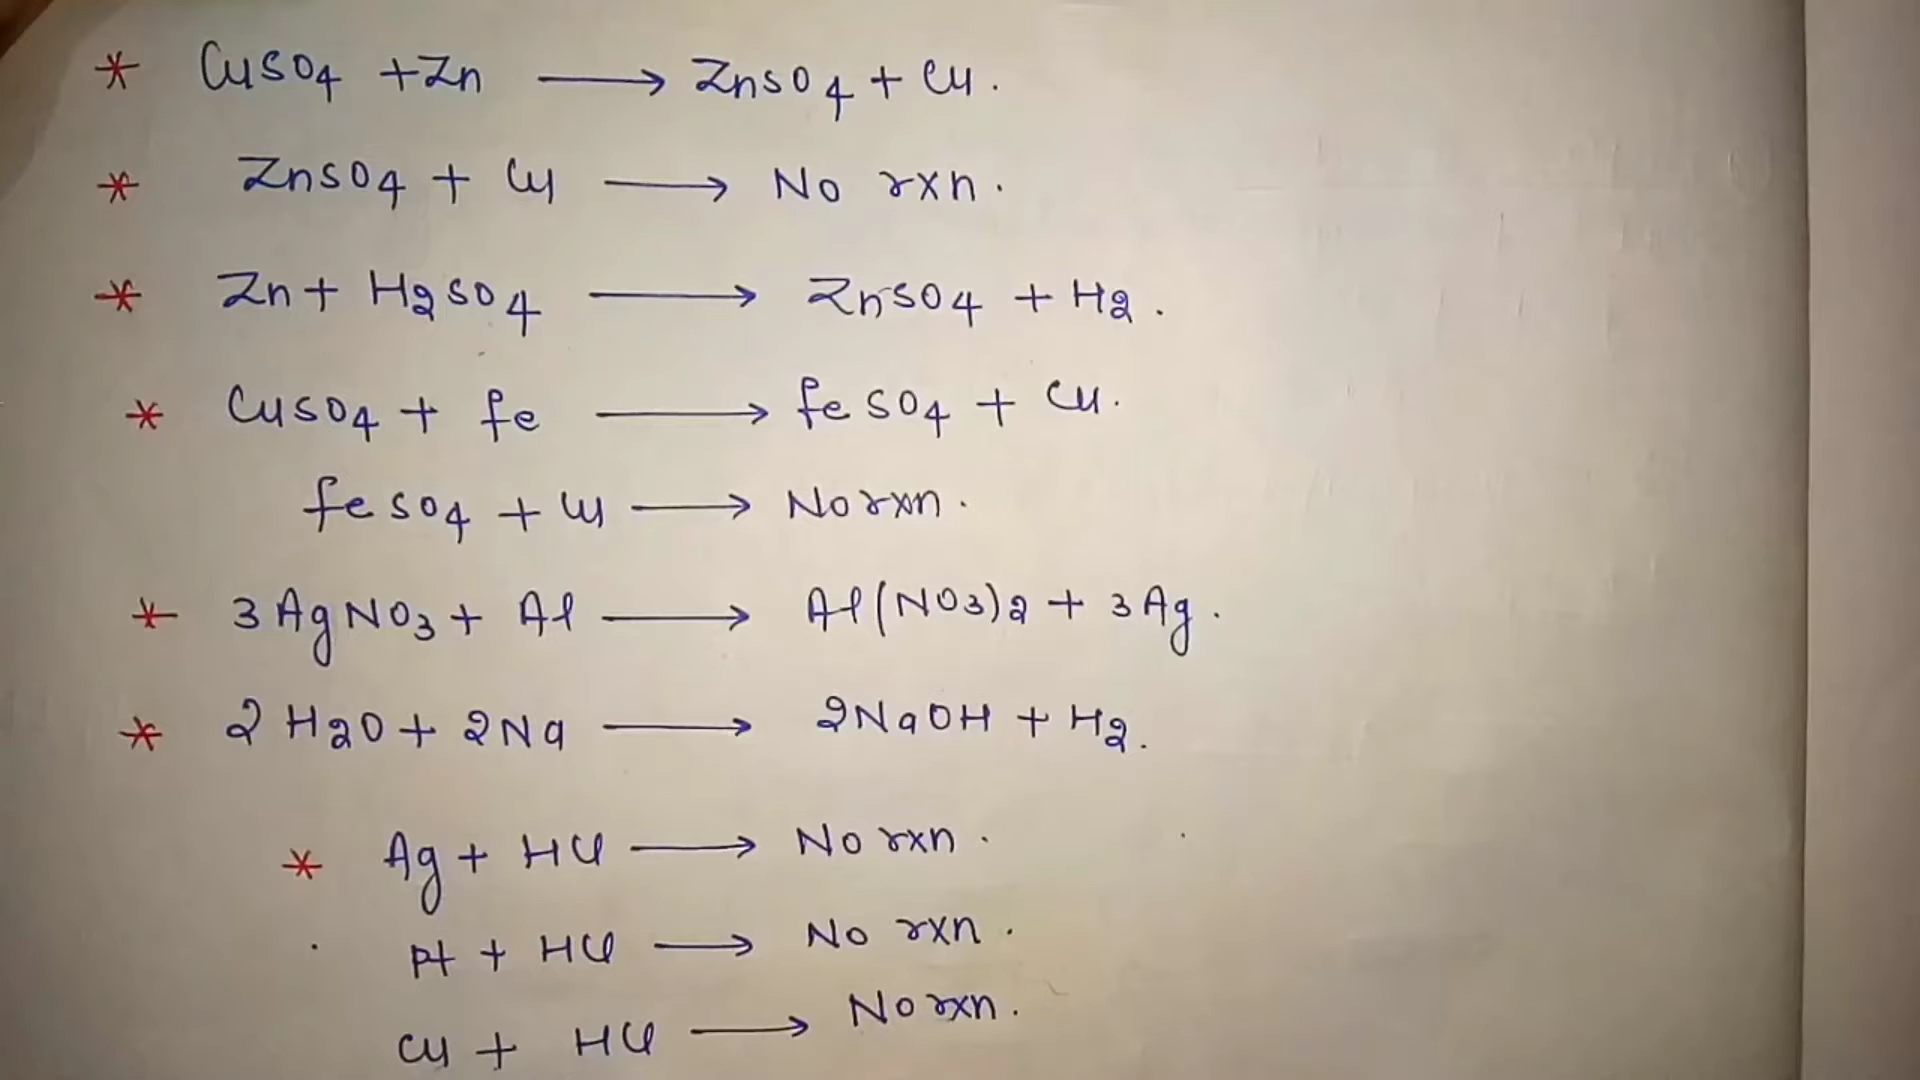 * CuSO4 + Zn ⟶ ZnSO4 + Cu.
* ZnSO4 + Cu ⟶ No rxn.
* Zn + H2SO4 ⟶ ZnSO4 + H2.
* CuSO4 + fe ⟶ feSO4 + Cu.
feSO4 + Cu ⟶ No rxn.
* 3AgNO3 + Al ⟶ Al(NO3)2 + 3Ag.
* 2H2O + 2Na ⟶ 2NaOH + H2.
* Ag + HCl ⟶ No rxn.
Pt + HCl ⟶ No rxn.
Cu + HCl ⟶ No rxn.